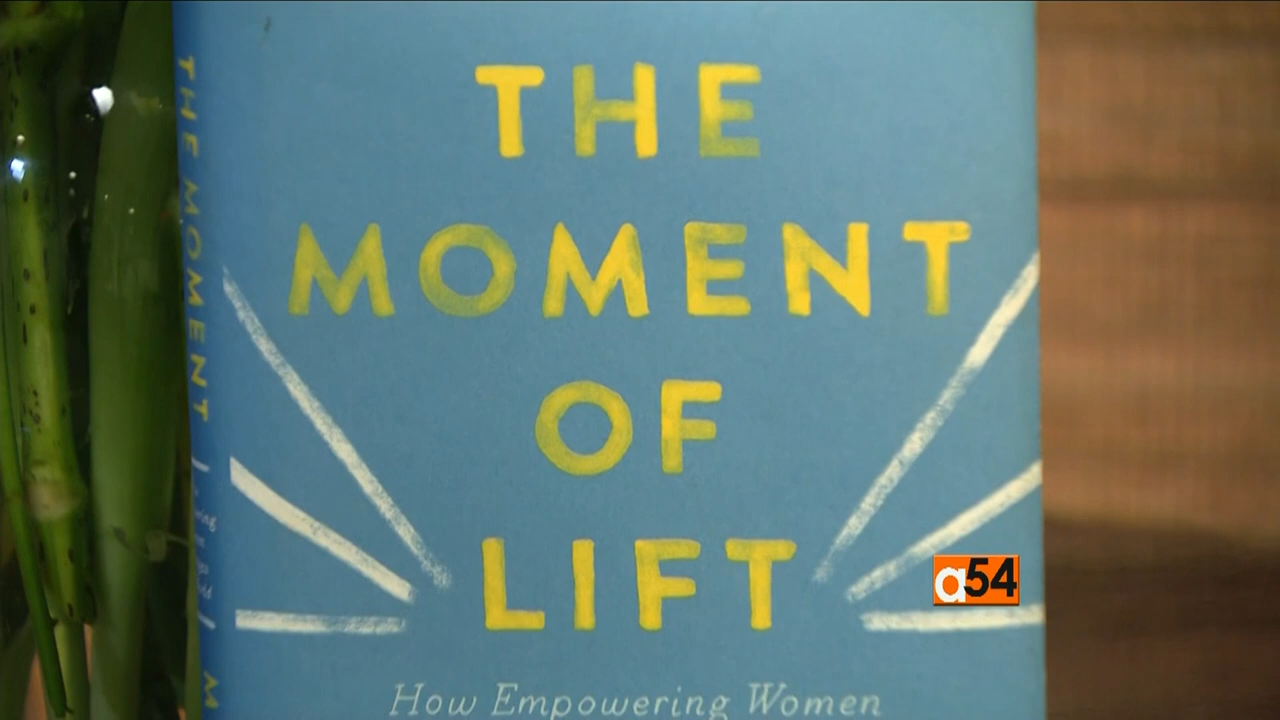 THE
MOMENT
OF
LIFT
How Empowering Women
THE MOMENT
a54